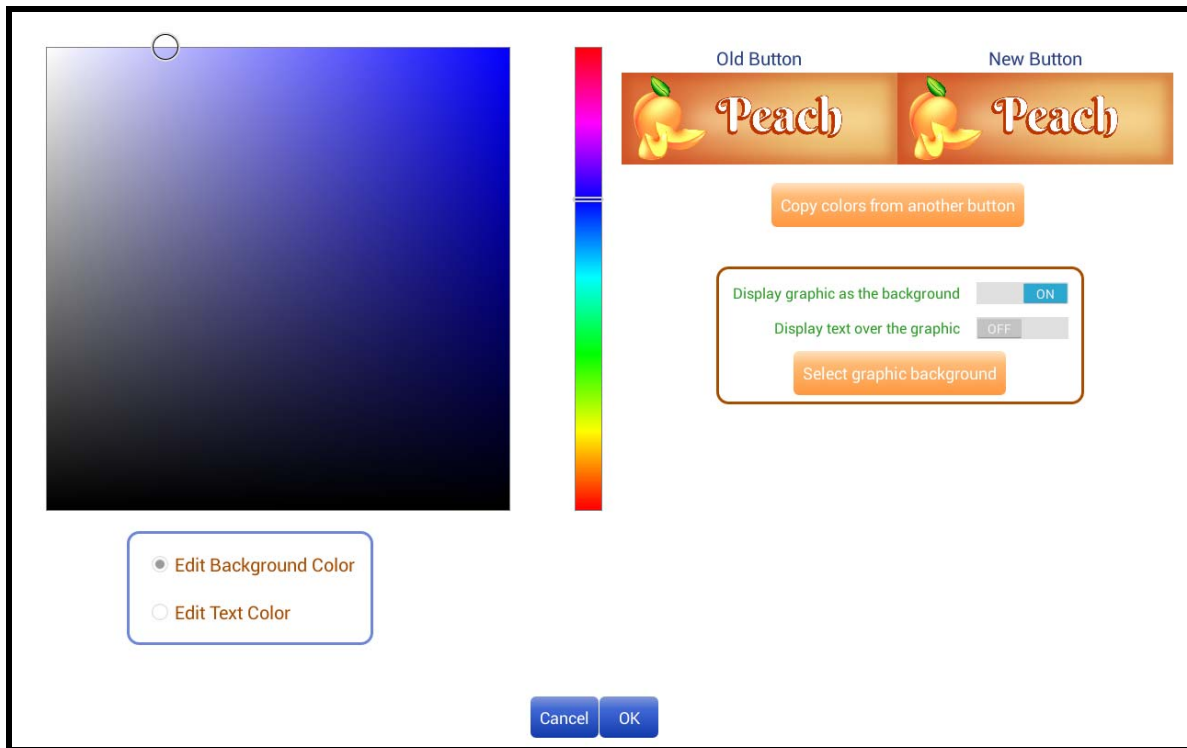 Old Button
New Button
Peach
Peach
Copy colors from another button
Display graphic as the background ON
Display text over the graphic OFF
Select graphic background
Edit Background Color
Edit Text Color
Cancel OK